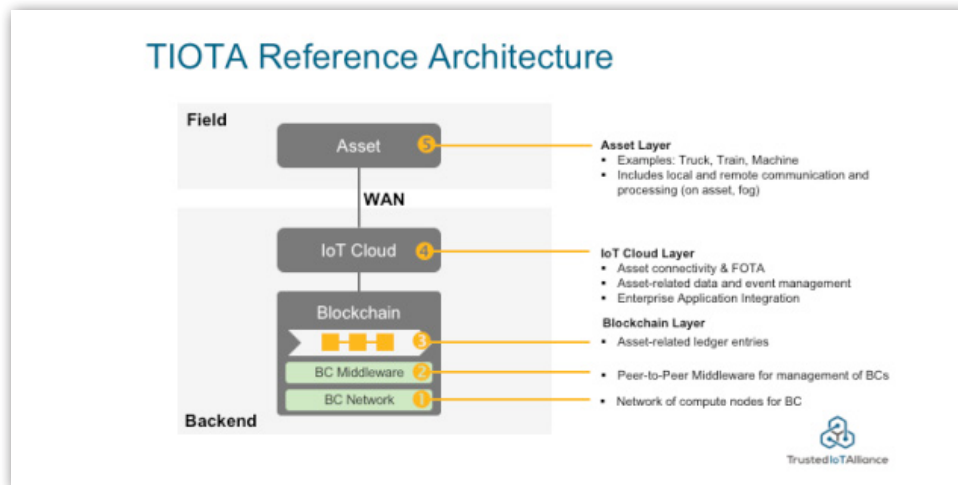 TIOTA Reference Architecture
Field
Asset
5
WAN
IoT Cloud
4
Blockchain
3
BC Middleware
2
BC Network
1
Backend
Asset Layer
▪ Examples: Truck, Train, Machine
▪ Includes local and remote communication and
processing (on asset, fog)
IoT Cloud Layer
▪ Asset connectivity & FOTA
▪ Asset-related data and event management
▪ Enterprise Application Integration
Blockchain Layer
▪ Asset-related ledger entries
▪ Peer-to-Peer Middleware for management of BCs
▪ Network of compute nodes for BC
TrustedIoTAlliance